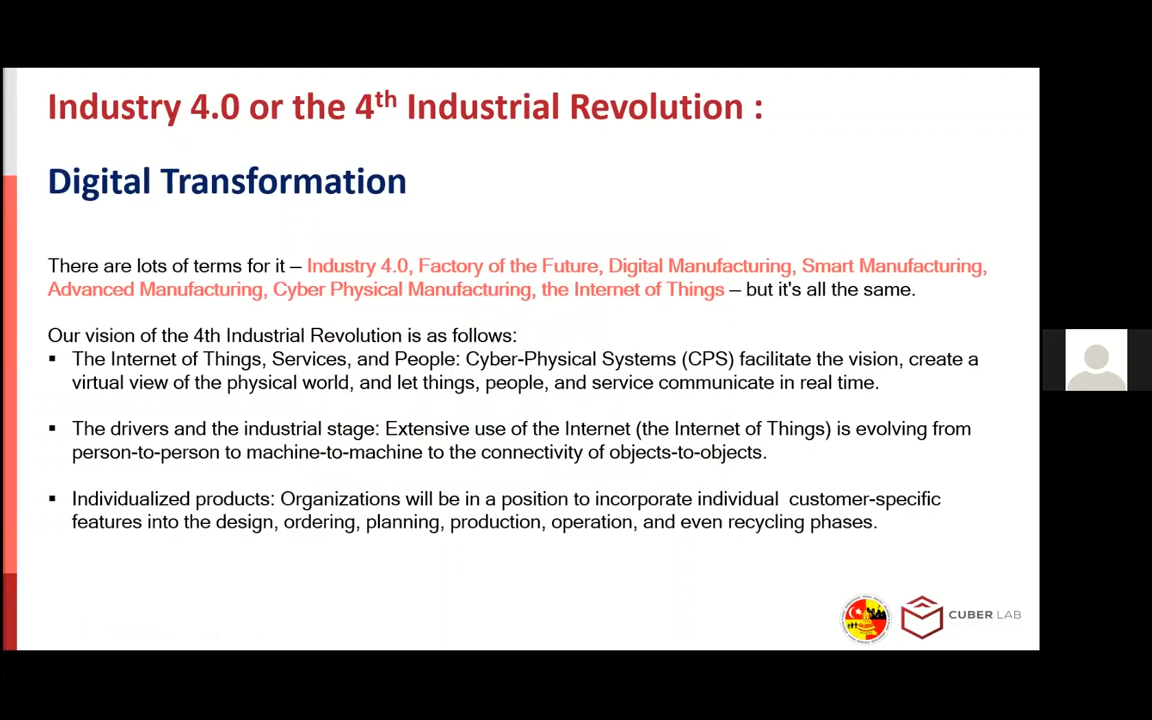 Industry 4.0 or the 4th Industrial Revolution :
Digital Transformation
There are lots of terms for it – Industry 4.0, Factory of the Future, Digital Manufacturing, Smart Manufacturing,
Advanced Manufacturing, Cyber Physical Manufacturing, the Internet of Things – but it's all the same.
Our vision of the 4th Industrial Revolution is as follows:
▪ The Internet of Things, Services, and People: Cyber-Physical Systems (CPS) facilitate the vision, create a
virtual view of the physical world, and let things, people, and service communicate in real time.
▪ The drivers and the industrial stage: Extensive use of the Internet (the Internet of Things) is evolving from
person-to-person to machine-to-machine to the connectivity of objects-to-objects.
▪ Individualized products: Organizations will be in a position to incorporate individual customer-specific
features into the design, ordering, planning, production, operation, and even recycling phases.
CUBER LAB